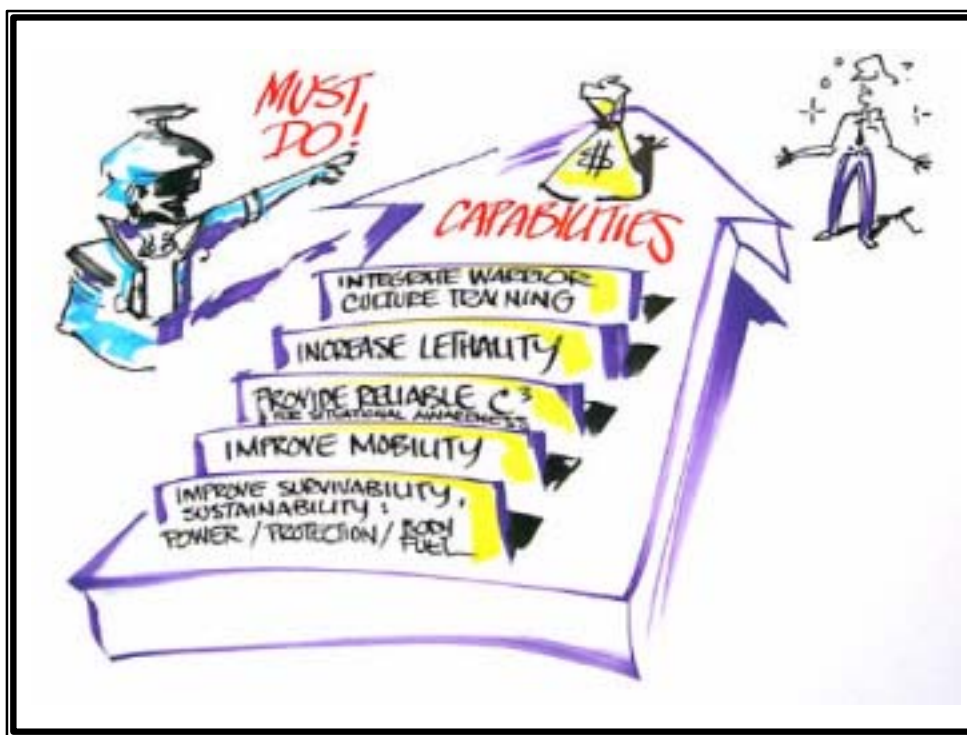 MUST
DO!
$
CAPABILITIES
INTEGRATE WARRIOR
CULTURE TRAINING
INCREASE LETHALITY
PROVIDE RELIABLE C³
FOR SITUATIONAL AWARENESS
IMPROVE MOBILITY
IMPROVE SURVIVABILITY,
SUSTAINABILITY:
POWER / PROTECTION / BODY
FUEL